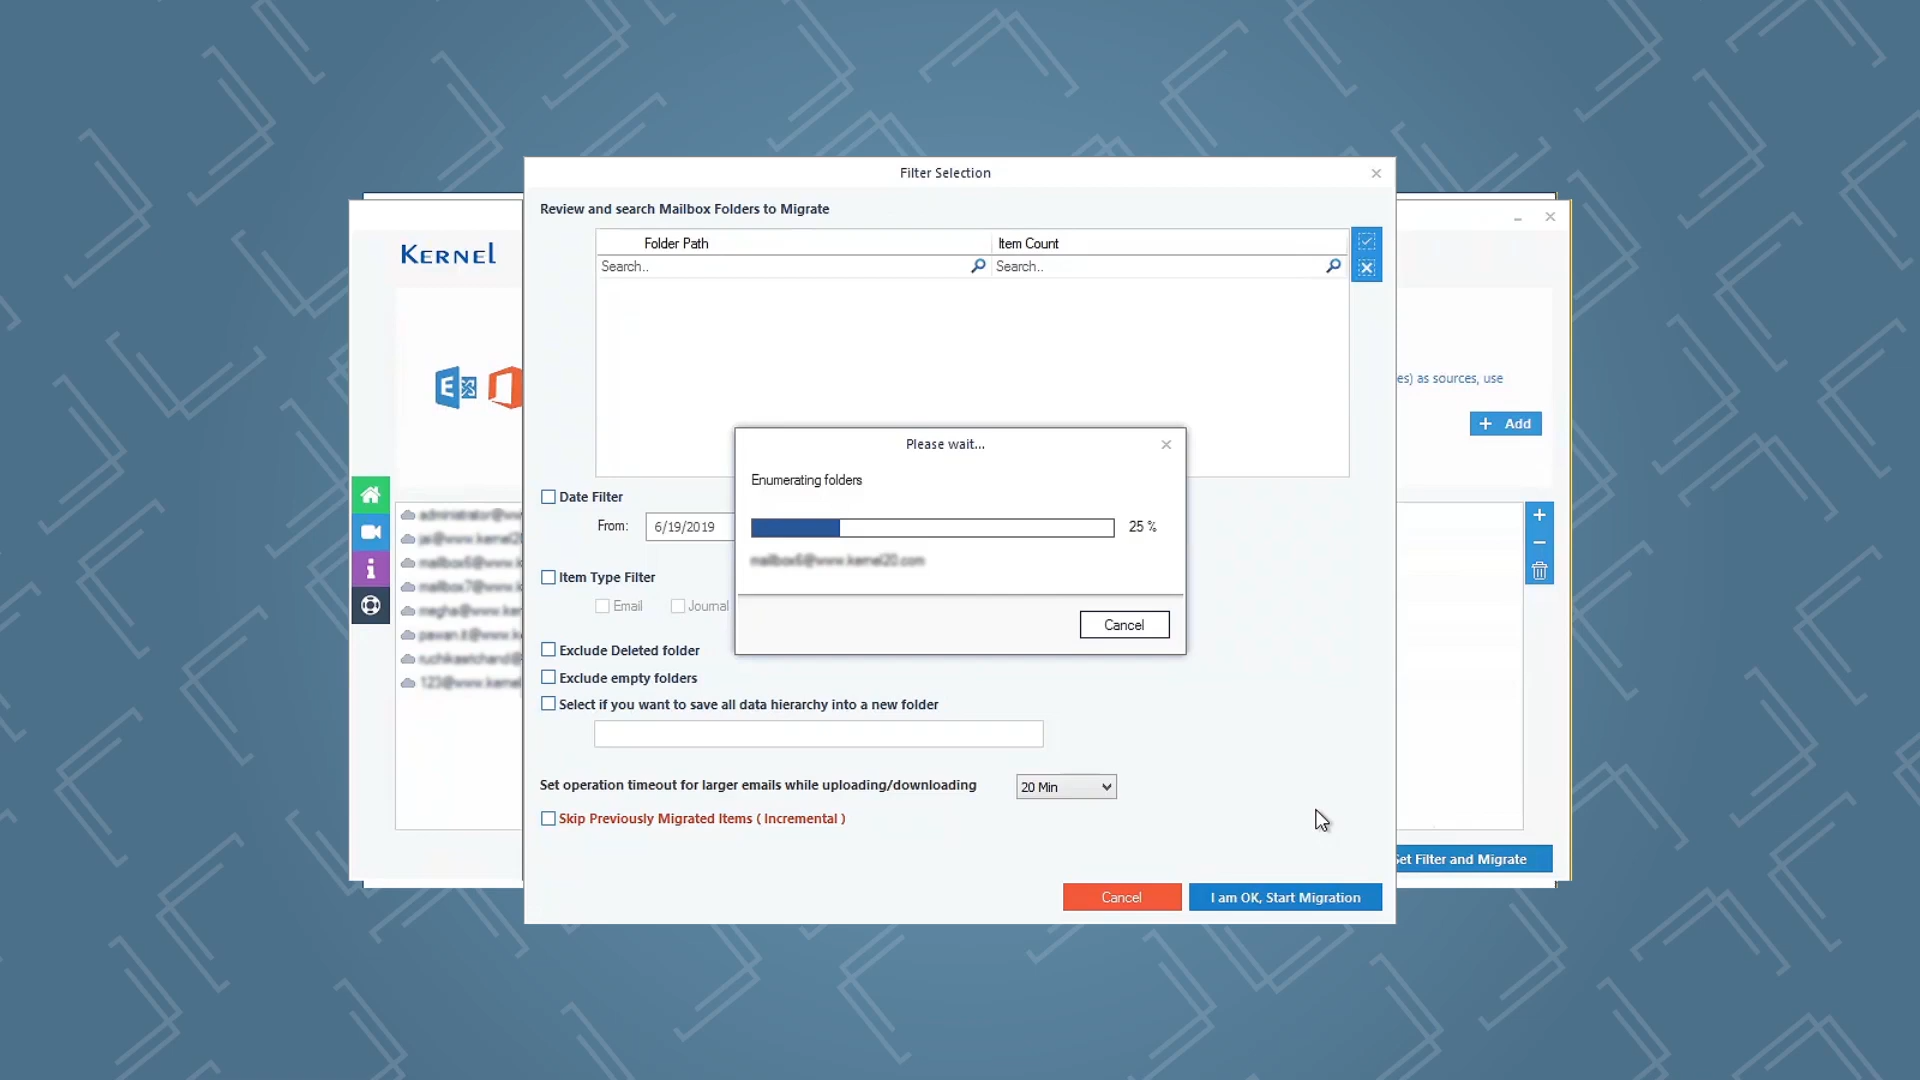 Filter Selection
Review and search Mailbox Folders to Migrate
Folder Path
Item Count
Search..
Search..
KERNEL
es) as sources, use
+ Add
Please wait...
Enumerating folders
25 %
Cancel
Date Filter
From:
6/19/2019
Item Type Filter
Email
Journal
Exclude Deleted folder
Exclude empty folders
Select if you want to save all data hierarchy into a new folder
Set operation timeout for larger emails while uploading/downloading
20 Min
Skip Previously Migrated Items ( Incremental )
Set Filter and Migrate
Cancel
I am OK, Start Migration